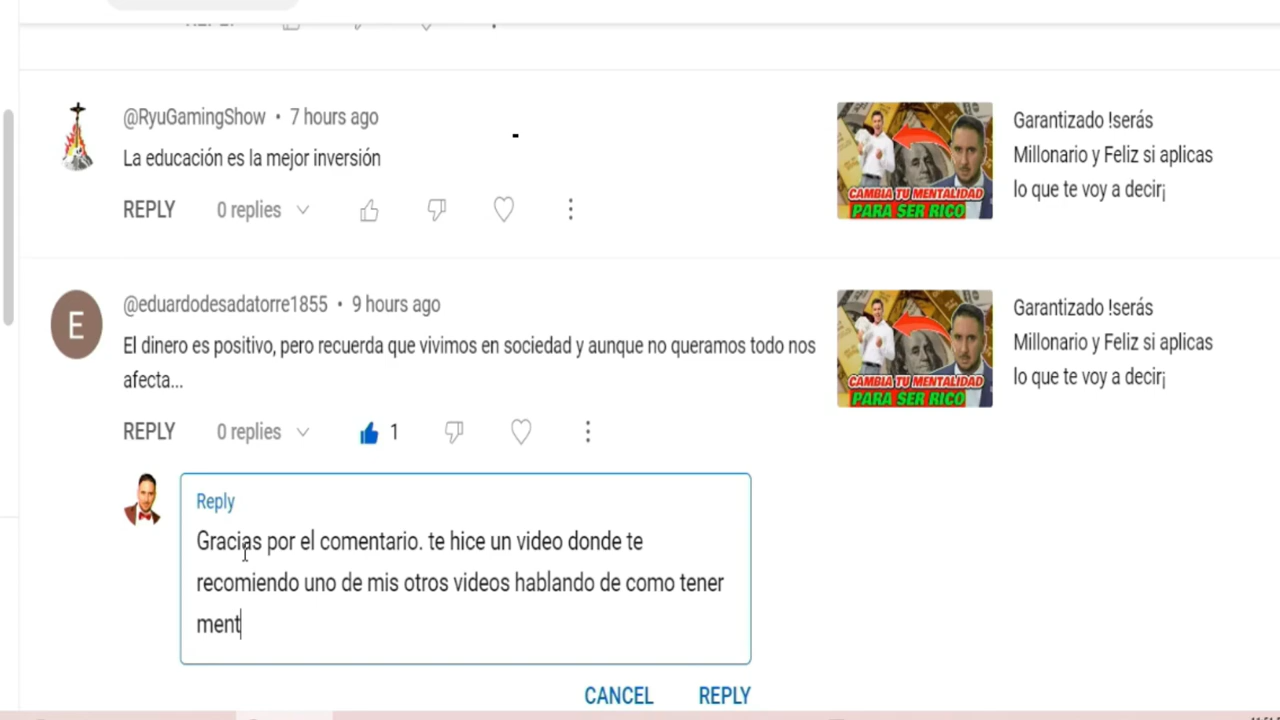 @RyuGamingShow • 7 hours ago
La educación es la mejor inversión
REPLY 0 replies
CAMBIA TU MENTALIDAD
PARA SER RICO
Garantizado !serás
Millonario y Feliz si aplicas
lo que te voy a decir¡
E
@eduardodesadatorre1855 • 9 hours ago
El dinero es positivo, pero recuerda que vivimos en sociedad y aunque no queramos todo nos
afecta...
REPLY 0 replies 1
CAMBIA TU MENTALIDAD
PARA SER RICO
Garantizado !serás
Millonario y Feliz si aplicas
lo que te voy a decir¡
Reply
Gracias por el comentario. te hice un video donde te
recomiendo uno de mis otros videos hablando de como tener
ment
CANCEL REPLY